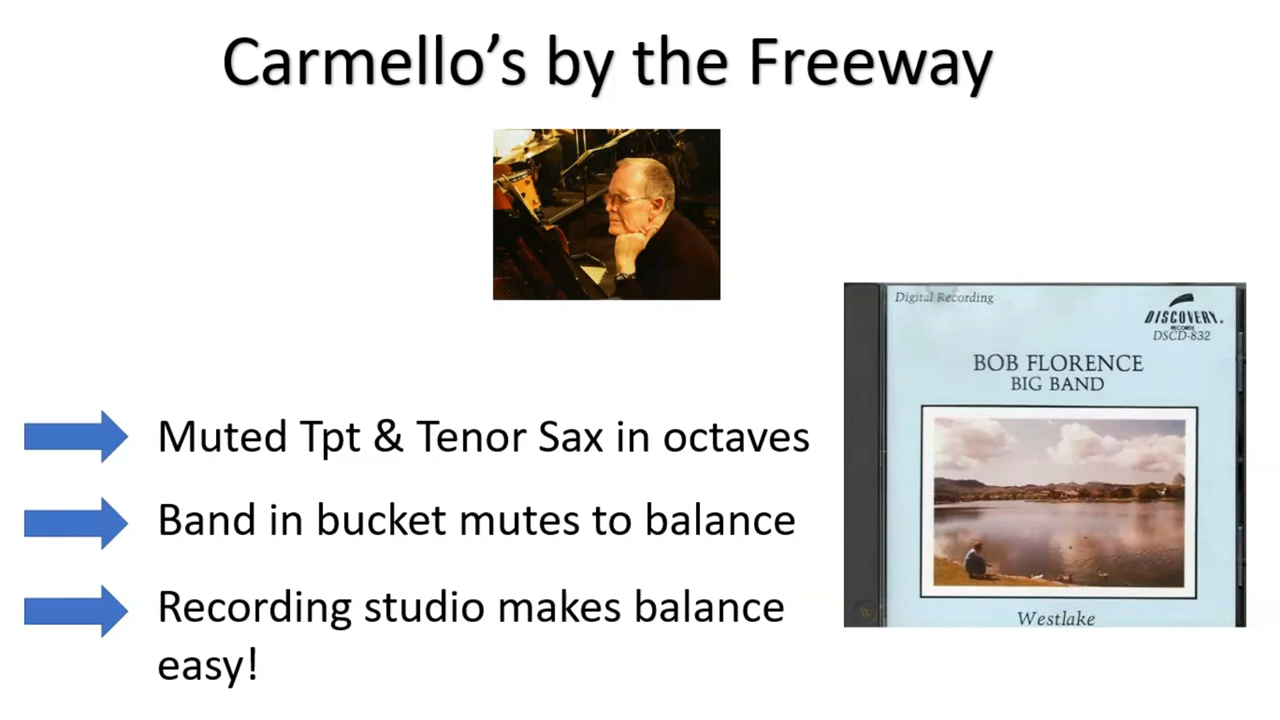 Carmello’s by the Freeway
Digital Recording
DISCOVERY.
RECORDS
DSCD-832
BOB FLORENCE
BIG BAND
Muted Tpt & Tenor Sax in octaves
Band in bucket mutes to balance
Recording studio makes balance
easy!
Westlake